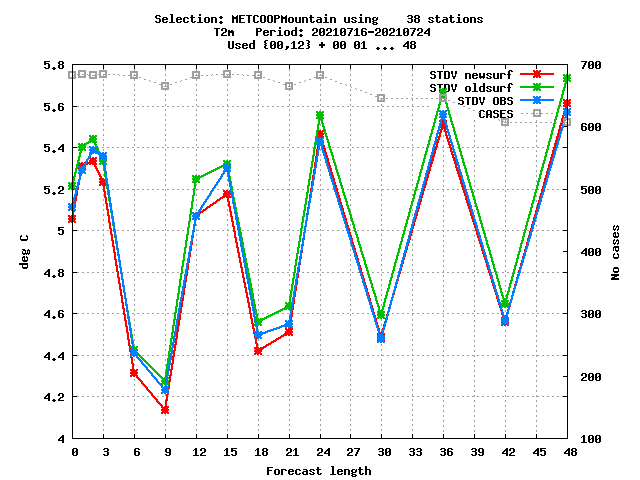 Selection: METCOOPMountain using    38 stations
T2m   Period: 20210716-20210724
Used {00,12} + 00 01 ... 48
STDV newsurf
STDV oldsurf
STDV OBS
CASES
deg C
5.8
5.6
5.4
5.2
5
4.8
4.6
4.4
4.2
4
No cases
700
600
500
400
300
200
100
0 3 6 9 12 15 18 21 24 27 30 33 36 39 42 45 48
Forecast length